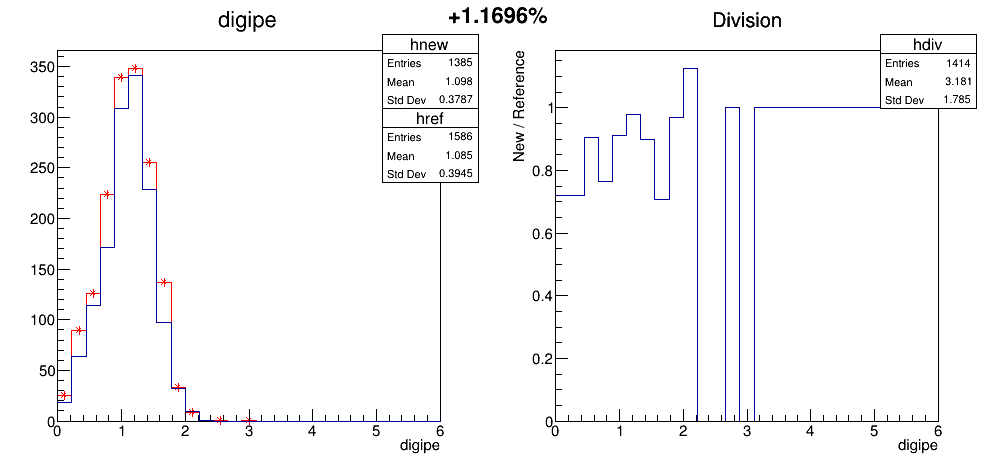 digipe
+1.1696%
Division
hnew
Entries 1385
Mean 1.098
Std Dev 0.3787
href
Entries 1586
Mean 1.085
Std Dev 0.3945
350
300
250
200
150
100
50
0
0 1 2 3 4 5 6
digipe
hdiv
Entries 1414
Mean 3.181
Std Dev 1.785
New / Reference
1
0.8
0.6
0.4
0.2
0
0 1 2 3 4 5 6
digipe